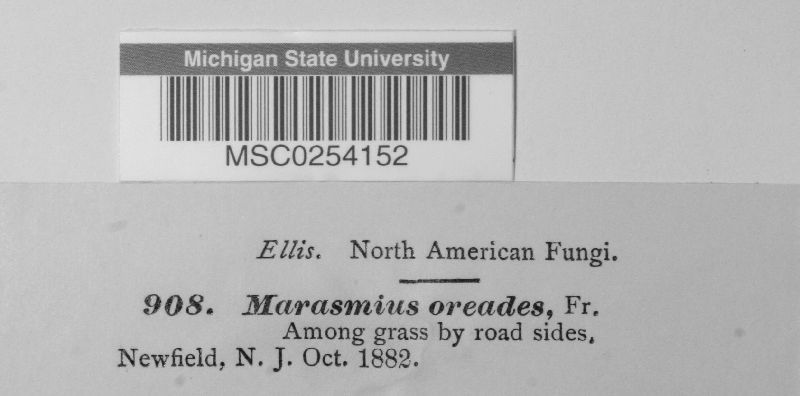 Michigan State University
MSC0254152
Ellis. North American Fungi.
908. Marasmius oreades, Fr.
Among grass by road sides,
Newfield, N. J. Oct. 1882.